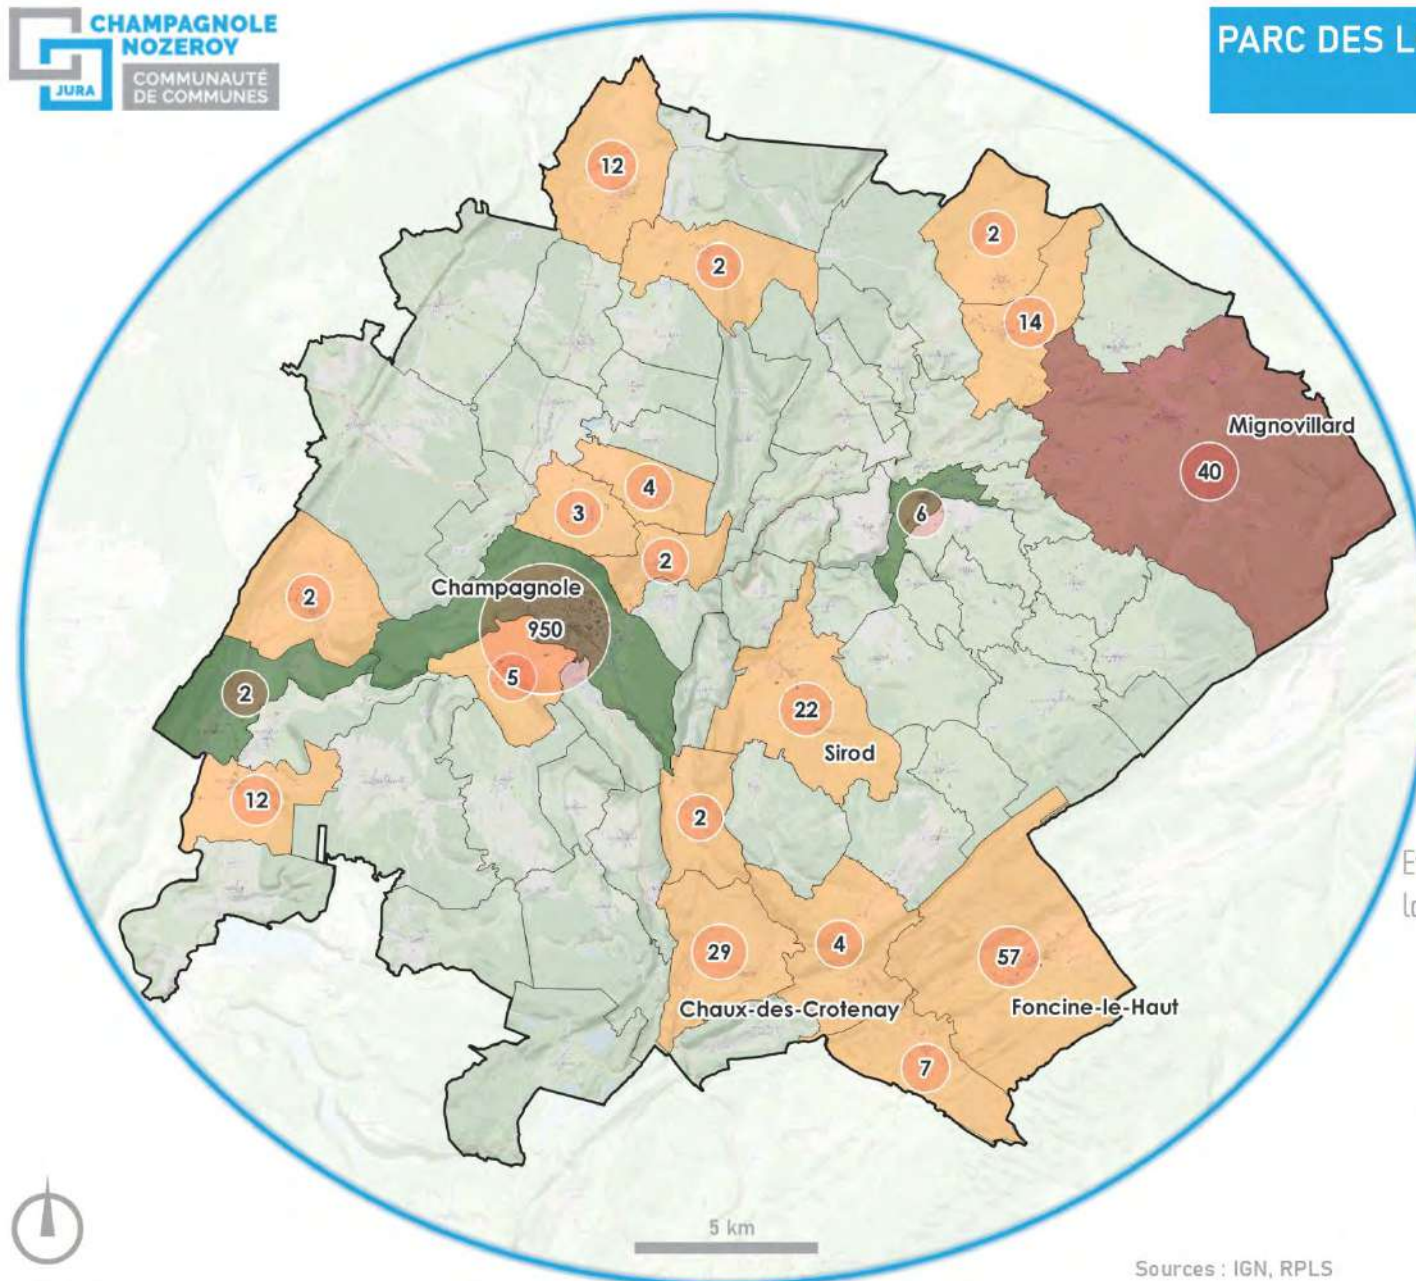 CHAMPAGNOLE
NOZEROY
COMMUNAUTÉ
DE COMMUNES
JURA
PARC DES L
12
2
2
14
Mignovillard
40
4
3
6
2
Champagnole
950
2
5
2
22
Sirod
12
2
29
4
57
Chaux-des-Crotenay
Foncine-le-Haut
7
5 km
Sources : IGN, RPLS